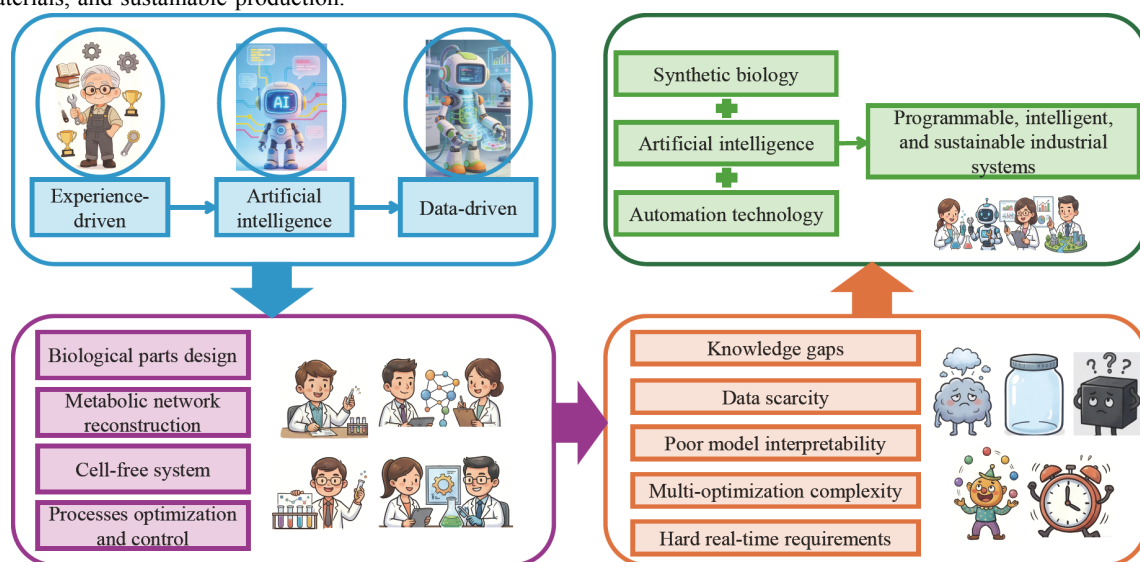 aterials, and sustainable production.
AI
Experience-
driven
Artificial
intelligence
Data-driven
Synthetic biology
Artificial intelligence
Automation technology
Programmable, intelligent,
and sustainable industrial
systems
Biological parts design
Metabolic network
reconstruction
Cell-free system
Processes optimization
and control
Knowledge gaps
Data scarcity
Poor model interpretability
Multi-optimization complexity
Hard real-time requirements
? ? ?